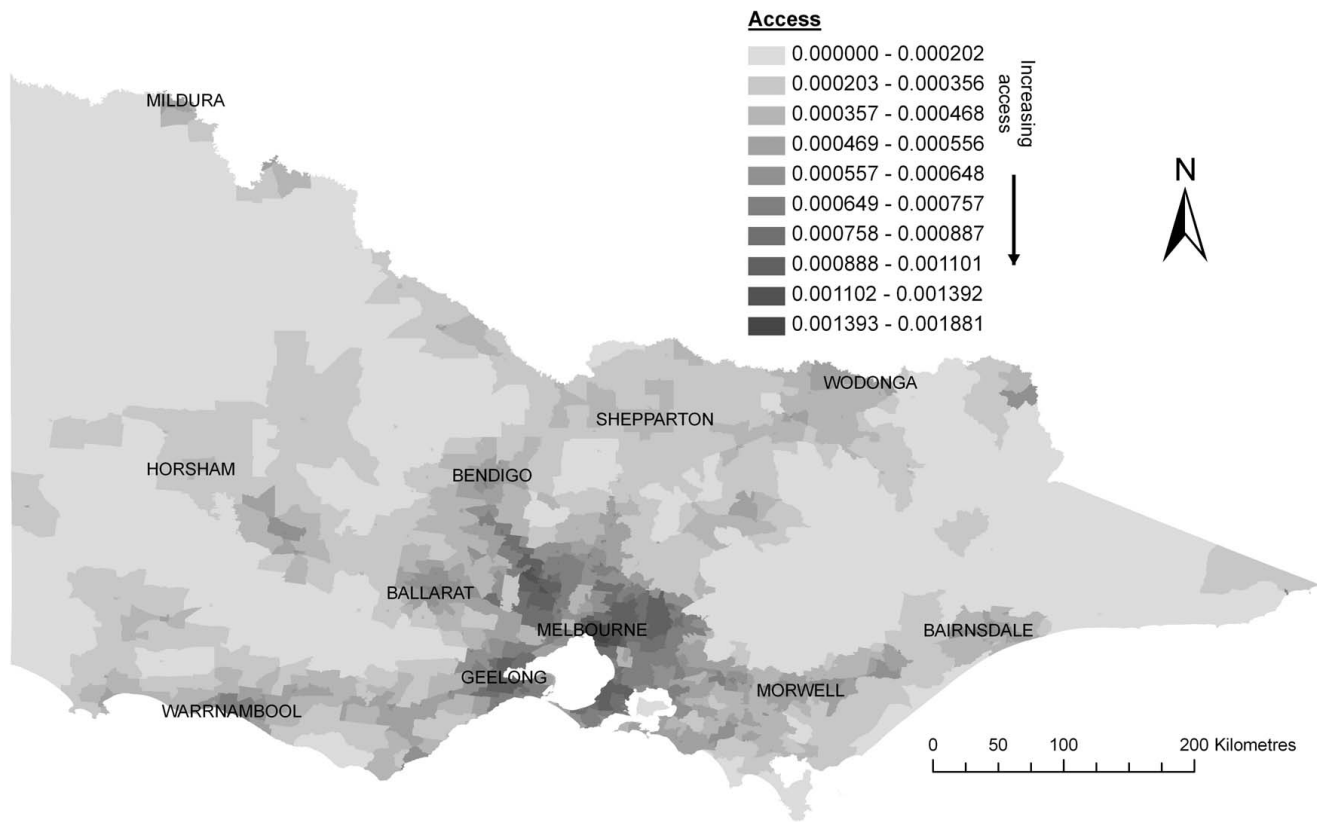 Access
0.000000 - 0.000202
0.000203 - 0.000356
0.000357 - 0.000468
0.000469 - 0.000556
0.000557 - 0.000648
0.000649 - 0.000757
0.000758 - 0.000887
0.000888 - 0.001101
0.001102 - 0.001392
0.001393 - 0.001881
Increasing
access
N
MILDURA
WODONGA
SHEPPARTON
HORSHAM
BENDIGO
BALLARAT
MELBOURNE
BAIRNSDALE
GEELONG
MORWELL
WARRNAMBOOL
0 50 100 200 Kilometres